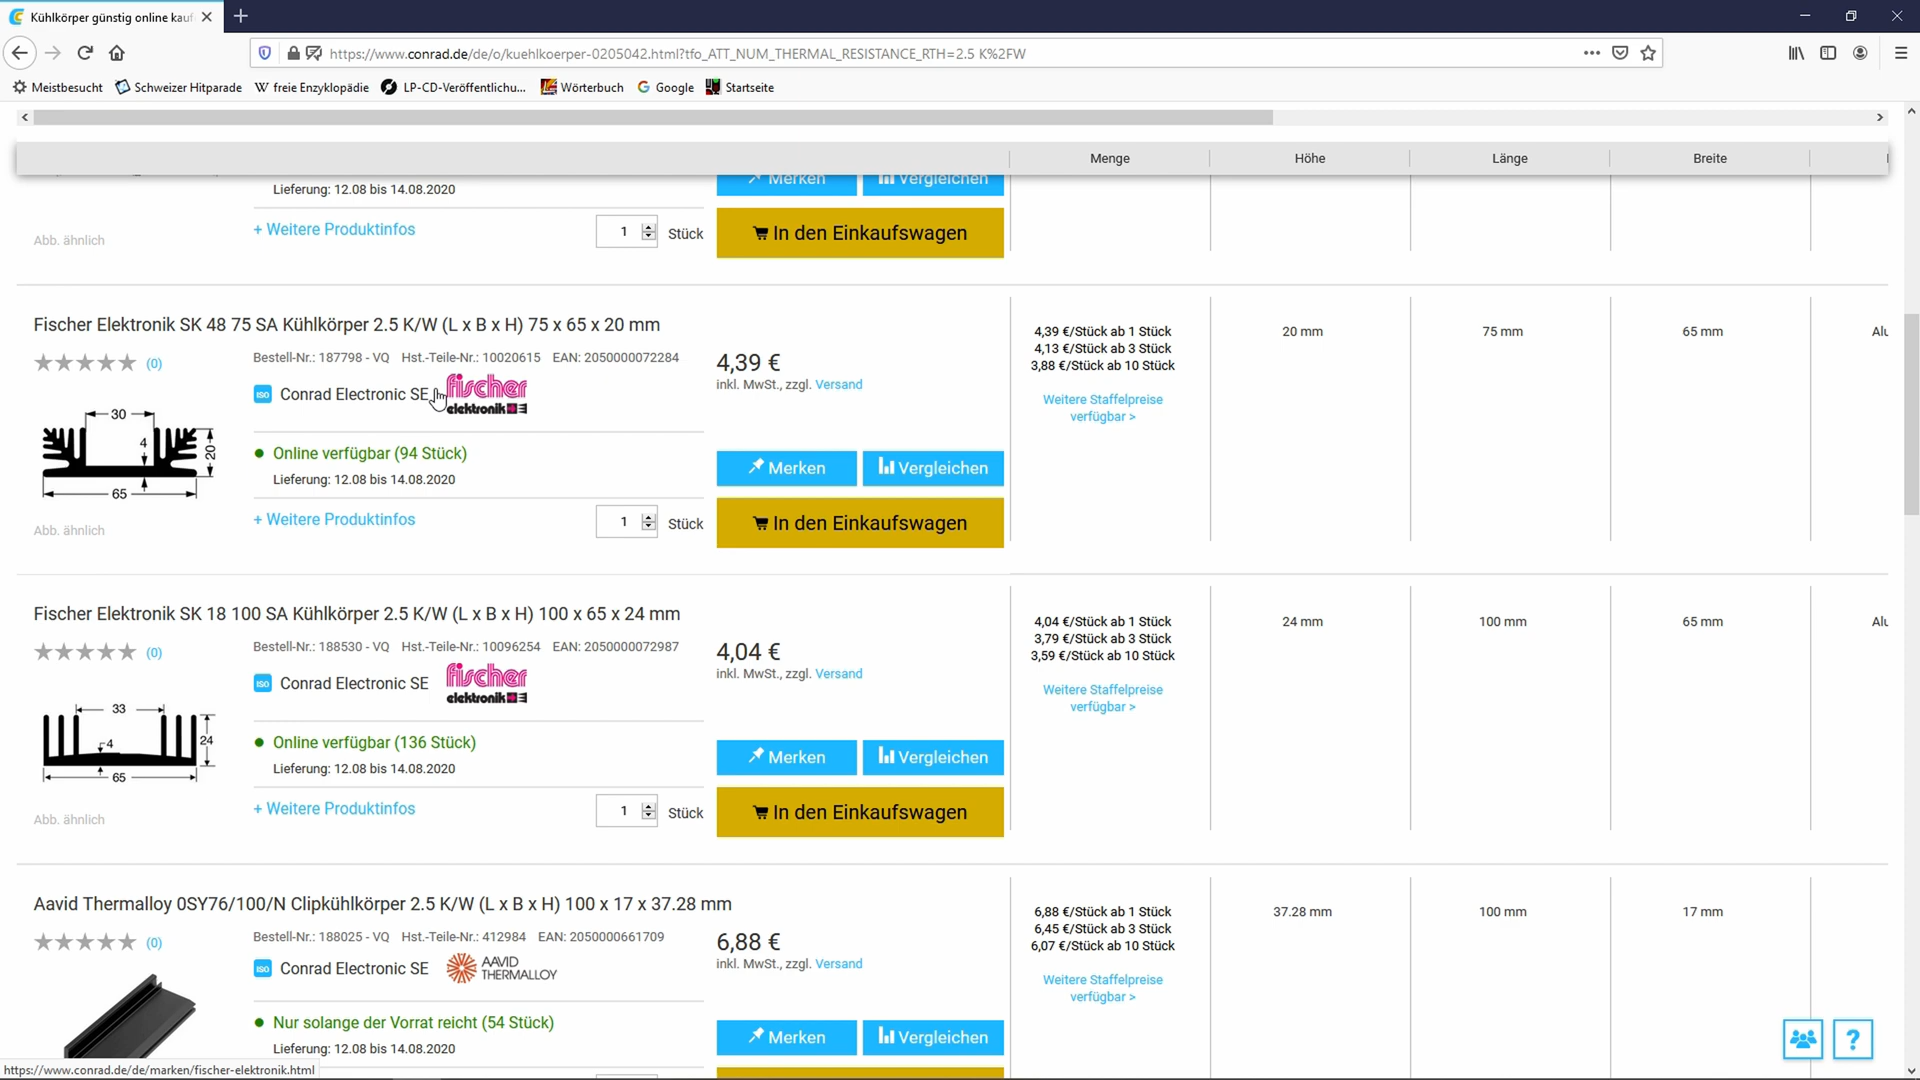 Kühlkörper günstig online kauf
https://www.conrad.de/de/o/kuehlkoerper-0205042.html?tfo_ATT_NUM_THERMAL_RESISTANCE_RTH=2.5 K%2FW
Meistbesucht Schweizer Hitparade freie Enzyklopädie LP-CD-Veröffentlichu... Wörterbuch Google Startseite
Menge Höhe Länge Breite
Merken Vergleichen
Lieferung: 12.08 bis 14.08.2020
+ Weitere Produktinfos 1 Stück In den Einkaufswagen
Abb. ähnlich
Fischer Elektronik SK 48 75 SA Kühlkörper 2.5 K/W (L x B x H) 75 x 65 x 20 mm
(0) Bestell-Nr.: 187798 - VQ Hst.-Teile-Nr.: 10020615 EAN: 2050000072284
ISO Conrad Electronic SE fischer elektronik
4,39 €
inkl. MwSt., zzgl. Versand
4,39 €/Stück ab 1 Stück
4,13 €/Stück ab 3 Stück
3,88 €/Stück ab 10 Stück
Weitere Staffelpreise
verfügbar >
20 mm 75 mm 65 mm Alu
30
4
20
65
Online verfügbar (94 Stück)
Lieferung: 12.08 bis 14.08.2020
Merken Vergleichen
+ Weitere Produktinfos 1 Stück In den Einkaufswagen
Abb. ähnlich
Fischer Elektronik SK 18 100 SA Kühlkörper 2.5 K/W (L x B x H) 100 x 65 x 24 mm
(0) Bestell-Nr.: 188530 - VQ Hst.-Teile-Nr.: 10096254 EAN: 2050000072987
ISO Conrad Electronic SE fischer elektronik
4,04 €
inkl. MwSt., zzgl. Versand
4,04 €/Stück ab 1 Stück
3,79 €/Stück ab 3 Stück
3,59 €/Stück ab 10 Stück
Weitere Staffelpreise
verfügbar >
24 mm 100 mm 65 mm Alu
33
4
24
65
Online verfügbar (136 Stück)
Lieferung: 12.08 bis 14.08.2020
Merken Vergleichen
+ Weitere Produktinfos 1 Stück In den Einkaufswagen
Abb. ähnlich
Aavid Thermalloy 0SY76/100/N Clipkühlkörper 2.5 K/W (L x B x H) 100 x 17 x 37.28 mm
(0) Bestell-Nr.: 188025 - VQ Hst.-Teile-Nr.: 412984 EAN: 2050000661709
ISO Conrad Electronic SE AAVID THERMALLOY
6,88 €
inkl. MwSt., zzgl. Versand
6,88 €/Stück ab 1 Stück
6,45 €/Stück ab 3 Stück
6,07 €/Stück ab 10 Stück
Weitere Staffelpreise
verfügbar >
37.28 mm 100 mm 17 mm
Nur solange der Vorrat reicht (54 Stück)
Lieferung: 12.08 bis 14.08.2020
Merken Vergleichen
?
https://www.conrad.de/de/marken/fischer-elektronik.html